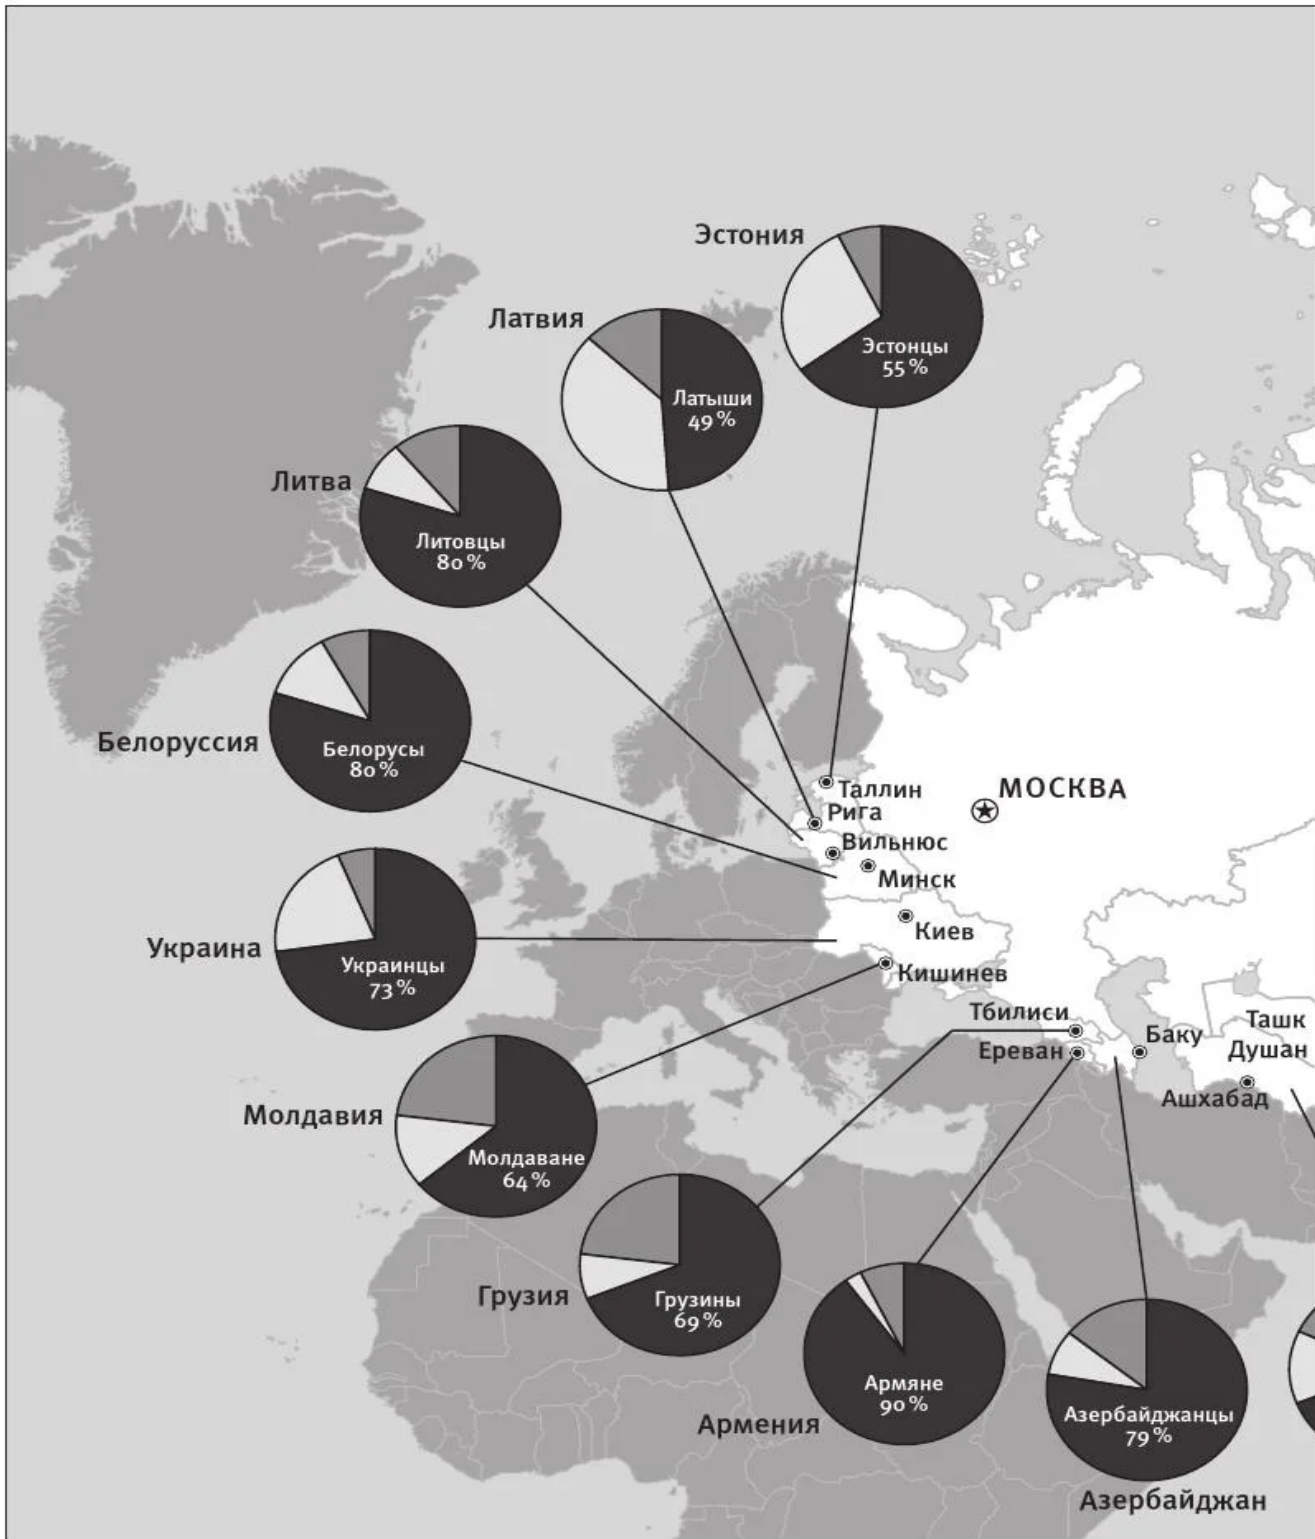 Эстония
Эстонцы
55 %
Латвия
Латыши
49 %
Литва
Литовцы
80 %
Белоруссия
Белорусы
80 %
Таллин
МОСКВА
Рига
Вильнюс
Минск
Украина
Украинцы
73 %
Киев
Кишинев
Тбилиси
Ереван
Баку
Ташк
Душан
Ашхабад
Молдавия
Молдаване
64 %
Грузия
Грузины
69 %
Армения
Армяне
90 %
Азербайджанцы
79 %
Азербайджан